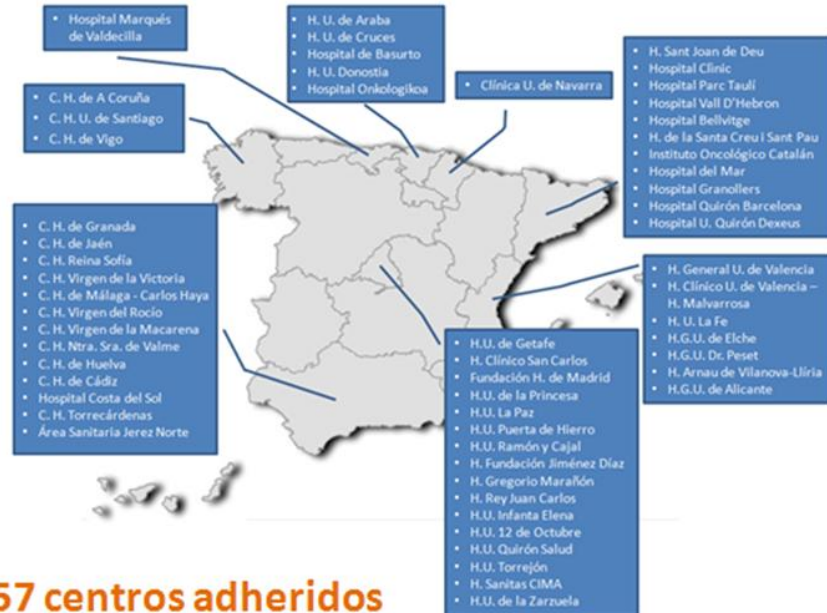 • Hospital Marqués
de Valdecilla
• H. U. de Araba
• H. U. de Cruces
• Hospital de Basurto
• H. U. Donostia
• Hospital Onkologikoa
• Clínica U. de Navarra
• H. Sant Joan de Deu
• Hospital Clinic
• Hospital Parc Taulí
• Hospital Vall D'Hebron
• Hospital Bellvitge
• H. de la Santa Creu i Sant Pau
• Instituto Oncológico Catalán
• Hospital del Mar
• Hospital Granollers
• Hospital Quirón Barcelona
• Hospital U. Quirón Dexeus
• C. H. de A Coruña
• C. H. U. de Santiago
• C. H. de Vigo
• C. H. de Granada
• C. H. de Jaén
• C. H. Reina Sofía
• C. H. Virgen de la Victoria
• C. H. de Málaga - Carlos Haya
• C. H. Virgen del Rocío
• C. H. Virgen de la Macarena
• C. H. Ntra. Sra. de Valme
• C. H. de Huelva
• C. H. de Cádiz
• Hospital Costa del Sol
• C. H. Torrecárdenas
• Área Sanitaria Jerez Norte
• H. General U. de Valencia
• H. Clínico U. de Valencia –
H. Malvarrosa
• H. U. La Fe
• H.G.U. de Elche
• H.G.U. Dr. Peset
• H. Arnau de Vilanova-Llíria
• H.G.U. de Alicante
• H.U. de Getafe
• H. Clínico San Carlos
• Fundación H. de Madrid
• H.U. de la Princesa
• H.U. La Paz
• H.U. Puerta de Hierro
• H.U. Ramón y Cajal
• H. Fundación Jiménez Díaz
• H. Gregorio Marañón
• H. Rey Juan Carlos
• H.U. Infanta Elena
• H.U. 12 de Octubre
• H.U. Quirón Salud
• H.U. Torrejón
• H. Sanitas CIMA
• H.U. de la Zarzuela
57 centros adheridos